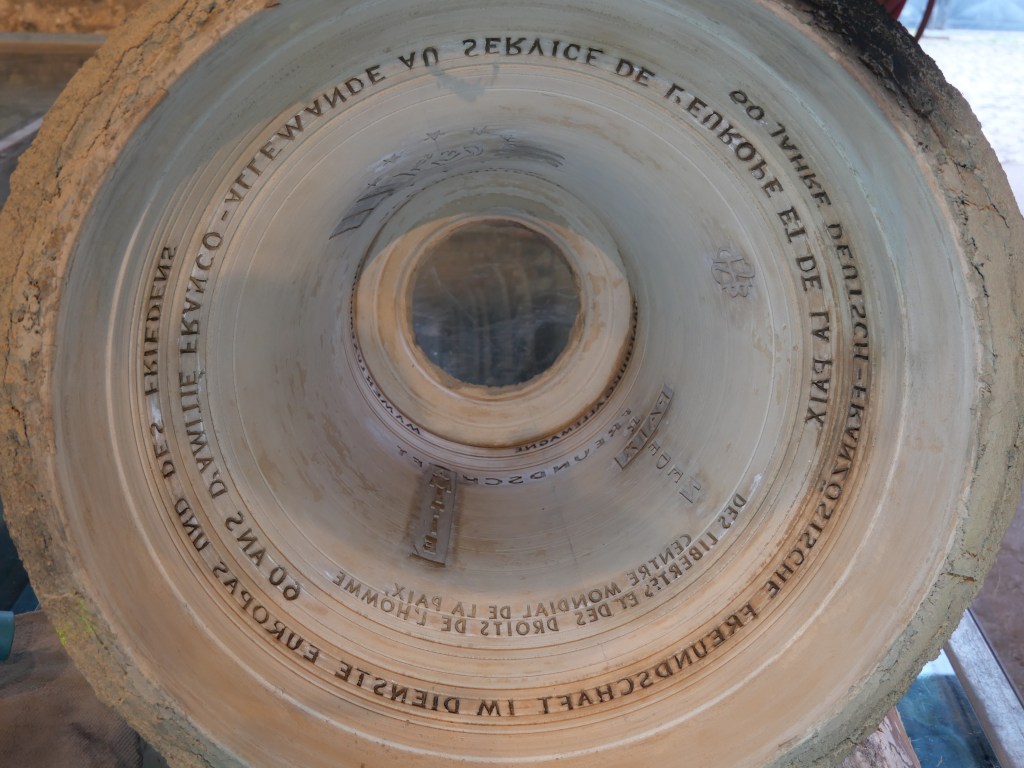 60 ANS D'AMITIÉ FRANCO-ALLEMANDE AU SERVICE DE L'EUROPE ET DE LA PAIX
60 JAHRE DEUTSCH-FRANZÖSISCHE FREUNDSCHAFT IM DIENSTE EUROPAS UND DES FRIEDENS
CENTRE MONDIAL DE LA PAIX,
DES LIBERTÉS ET DES DROITS DE L'HOMME